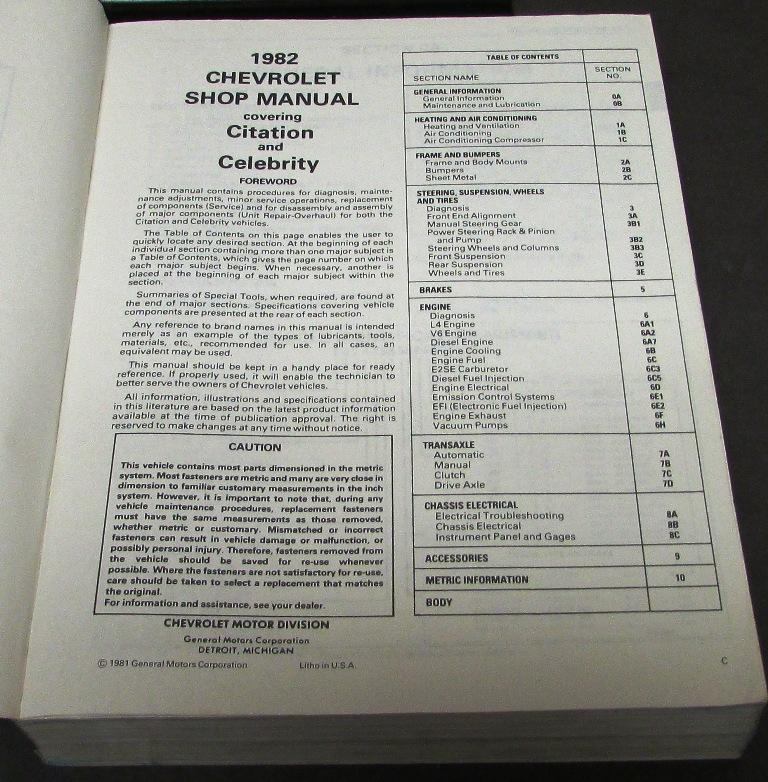 1982
CHEVROLET
SHOP MANUAL
covering
Citation
and
Celebrity
FOREWORD
This manual contains procedures for diagnosis, mainte-
nance adjustments, minor service operations, replacement
of components (Service) and for disassembly and assembly
of major components (Unit Repair-Overhaul) for both the
Citation and Celebrity vehicles.
The Table of Contents on this page enables the user to
quickly locate any desired section. At the beginning of each
individual section containing more than one major subject is
a Table of Contents, which gives the page number on which
each major subject begins. When necessary, another is
placed at the beginning of each major subject within the
section.
Summaries of Special Tools, when required, are found at
the end of major sections. Specifications covering vehicle
components are presented at the rear of each section.
Any reference to brand names in this manual is intended
merely as an example of the types of lubricants, tools,
materials, etc., recommended for use. In all cases, an
equivalent may be used.
This manual should be kept in a handy place for ready
reference. If properly used, it will enable the technician to
better serve the owners of Chevrolet vehicles.
All information, illustrations and specifications contained
in this literature are based on the latest product information
available at the time of publication approval. The right is
reserved to make changes at any time without notice.
CAUTION
This vehicle contains most parts dimensioned in the metric
system. Most fasteners are metric and many are very close in
dimension to familiar customary measurements in the inch
system. However, it is important to note that, during any
vehicle maintenance procedures, replacement fasteners
must have the same measurements as those removed,
whether metric or customary. Mismatched or incorrect
fasteners can result in vehicle damage or malfunction, or
possibly personal injury. Therefore, fasteners removed from
the vehicle should be saved for re-use whenever
possible. Where the fasteners are not satisfactory for re-use,
care should be taken to select a replacement that matches
the original.
For information and assistance, see your dealer.
CHEVROLET MOTOR DIVISION
General Motors Corporation
DETROIT, MICHIGAN
© 1981 General Motors Corporation Litho in U.S.A.
TABLE OF CONTENTS
SECTION NAME SECTION NO.
GENERAL INFORMATION
General Information 0A
Maintenance and Lubrication 0B
HEATING AND AIR CONDITIONING
Heating and Ventilation 1A
Air Conditioning 1B
Air Conditioning Compressor 1C
FRAME AND BUMPERS
Frame and Body Mounts 2A
Bumpers 2B
Sheet Metal 2C
STEERING, SUSPENSION, WHEELS
AND TIRES
Diagnosis 3
Front End Alignment 3A
Manual Steering Gear 3B1
Power Steering Rack & Pinion
and Pump 3B2
Steering Wheels and Columns 3B3
Front Suspension 3C
Rear Suspension 3D
Wheels and Tires 3E
BRAKES 5
ENGINE
Diagnosis 6
L4 Engine 6A1
V6 Engine 6A2
Diesel Engine 6A7
Engine Cooling 6B
Engine Fuel 6C
E2SE Carburetor 6C3
Diesel Fuel Injection 6C5
Engine Electrical 6D
Emission Control Systems 6E1
EFI (Electronic Fuel Injection) 6E2
Engine Exhaust 6F
Vacuum Pumps 6H
TRANSAXLE
Automatic 7A
Manual 7B
Clutch 7C
Drive Axle 7D
CHASSIS ELECTRICAL
Electrical Troubleshooting 8A
Chassis Electrical 8B
Instrument Panel and Gages 8C
ACCESSORIES 9
METRIC INFORMATION 10
BODY
C